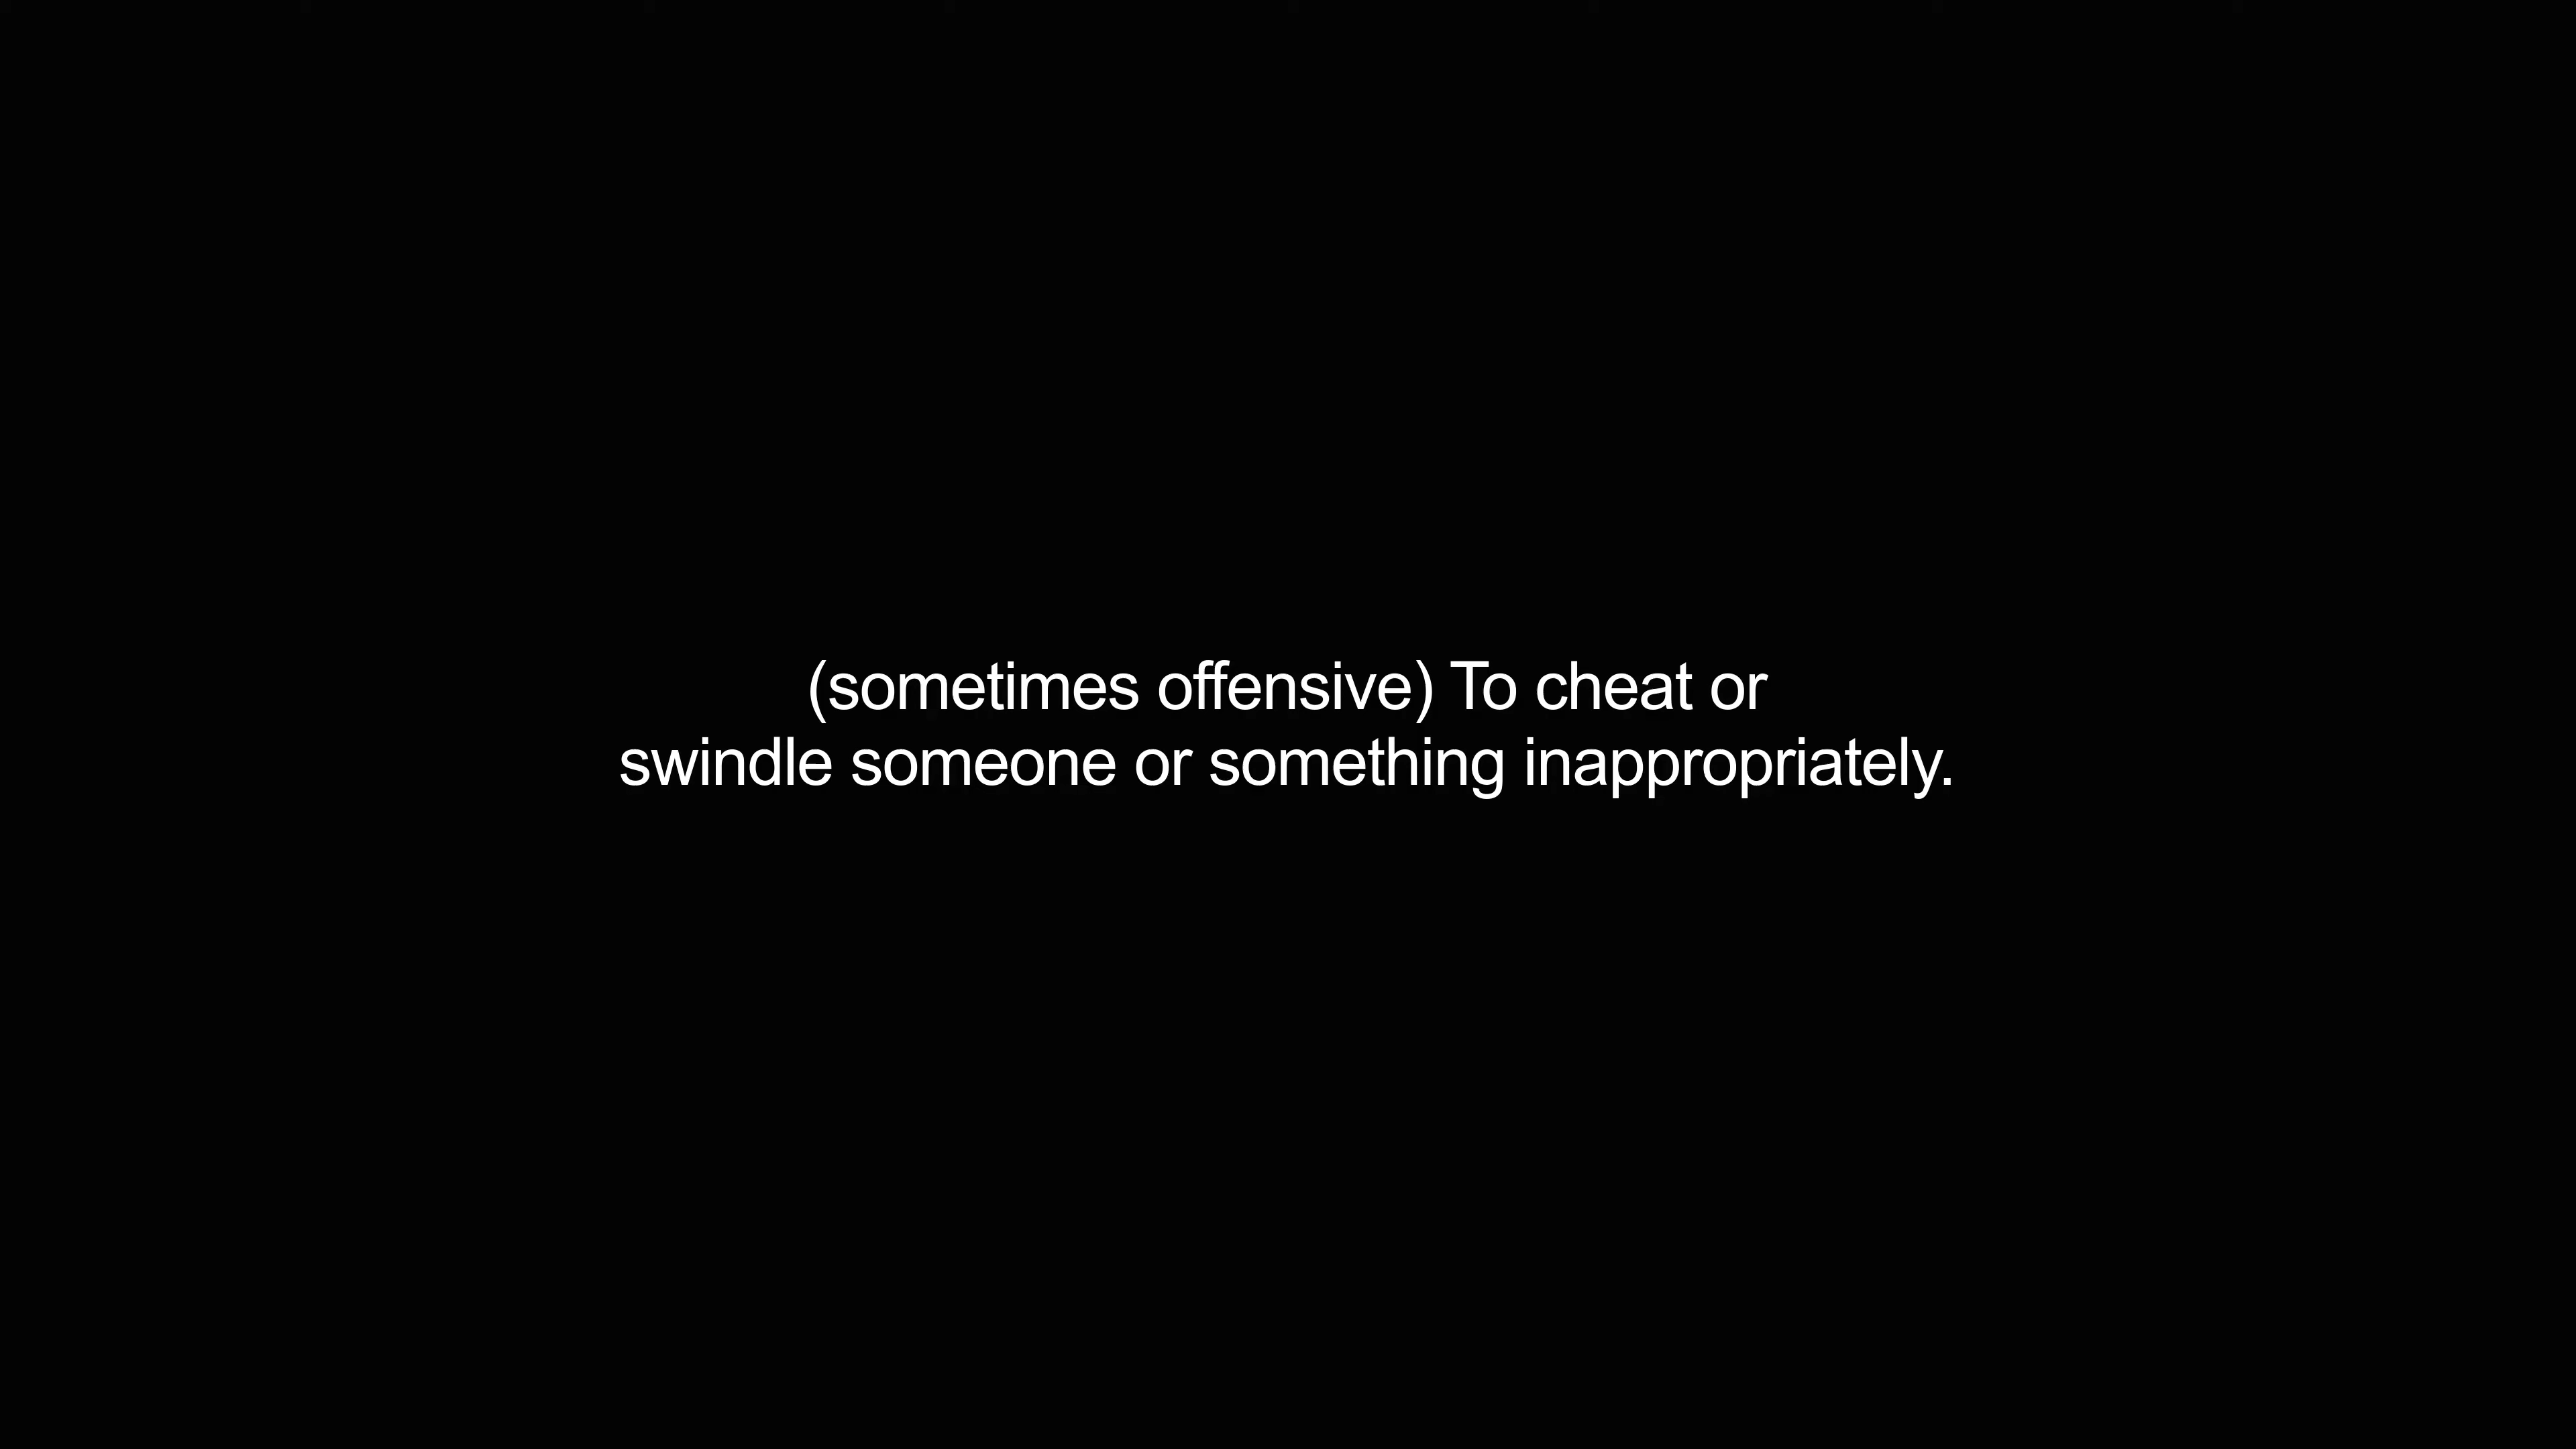 (sometimes offensive) To cheat or
swindle someone or something inappropriately.